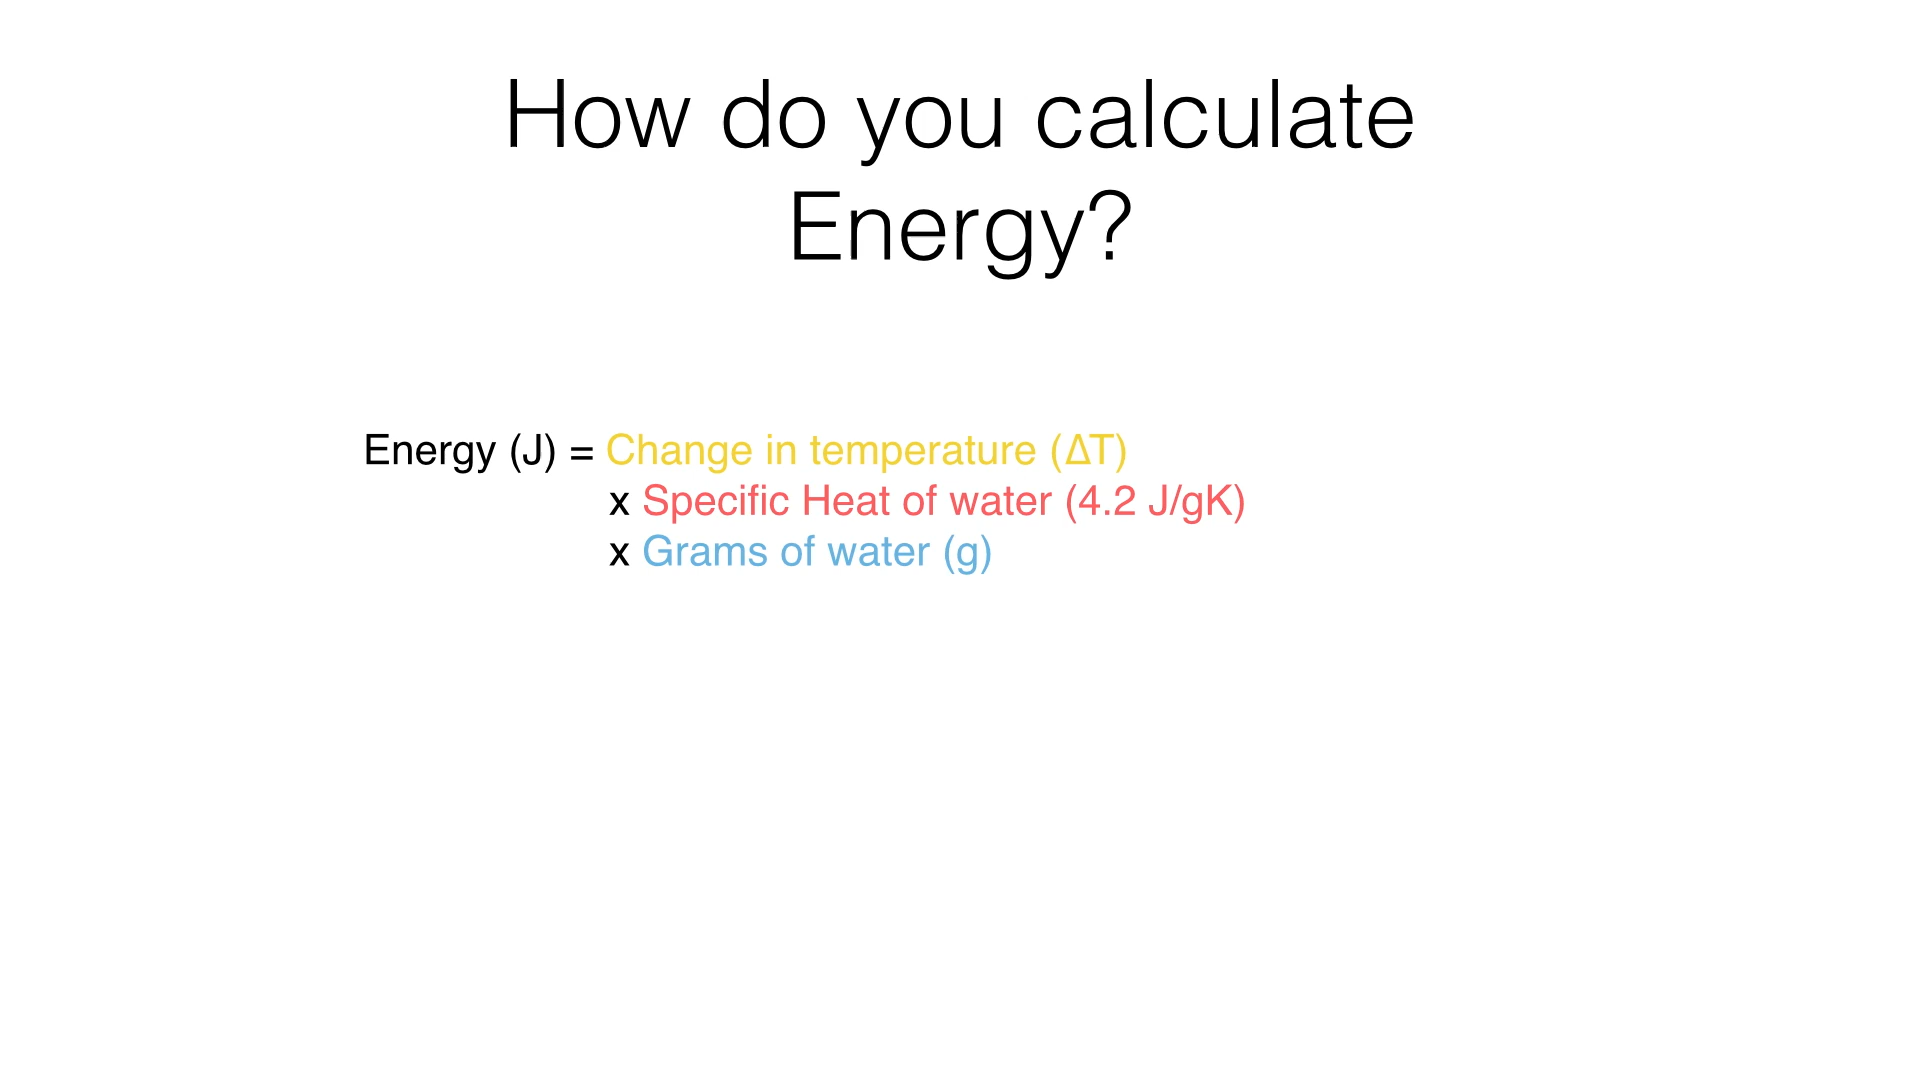 How do you calculate
Energy?
Energy (J) = Change in temperature (ΔT)
x Specific Heat of water (4.2 J/gK)
x Grams of water (g)